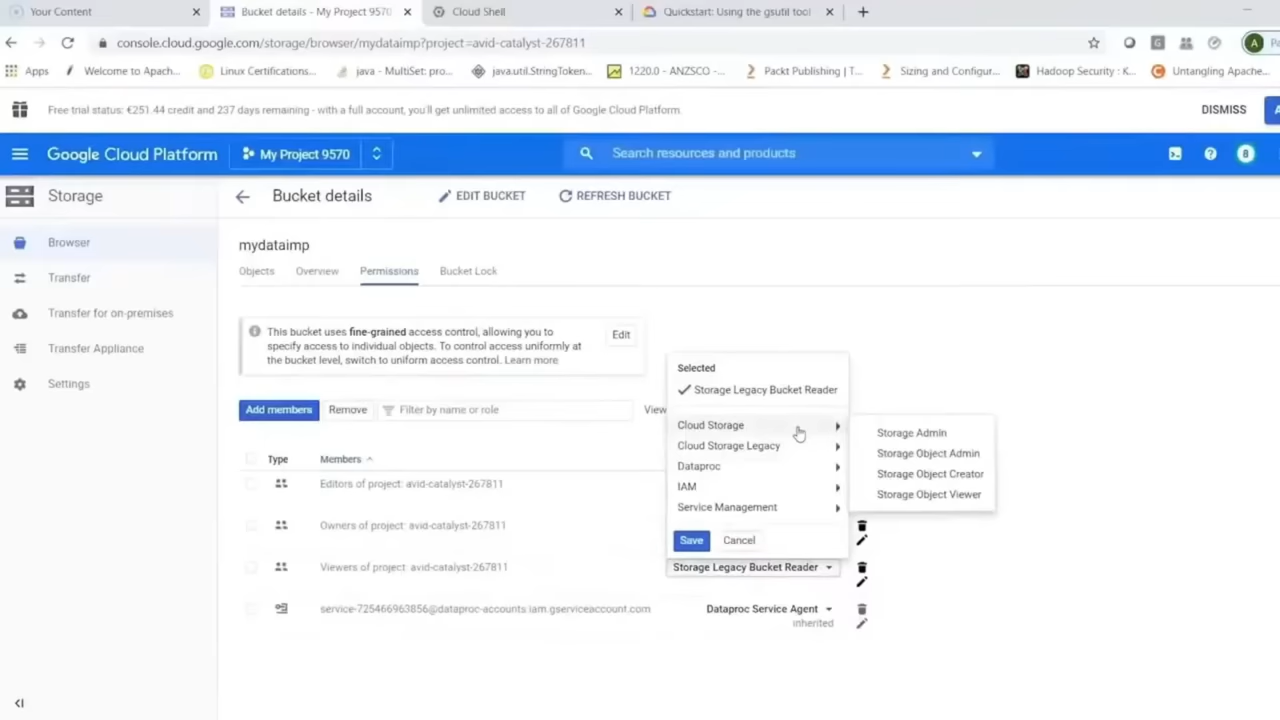 Your Content
Bucket details - My Project 9570
Cloud Shell
Quickstart: Using the gsutil tool
console.cloud.google.com/storage/browser/mydataimp?project=avid-catalyst-267811
A
Apps
Welcome to Apach...
Linux Certifications...
java - MultiSet: pro...
java.util.StringToken...
1220.0 - ANZSCO -...
Packt Publishing | T...
Sizing and Configur...
Hadoop Security : K...
Untangling Apache...
Free trial status: €251.44 credit and 237 days remaining - with a full account, you'll get unlimited access to all of Google Cloud Platform.
DISMISS
Google Cloud Platform
My Project 9570
Search resources and products
8
Storage
Bucket details
EDIT BUCKET
REFRESH BUCKET
Browser
Transfer
Transfer for on-premises
Transfer Appliance
Settings
mydataimp
Objects
Overview
Permissions
Bucket Lock
This bucket uses fine-grained access control, allowing you to
specify access to individual objects. To control access uniformly at
the bucket level, switch to uniform access control. Learn more
Edit
Add members
Remove
Filter by name or role
View
Type
Members
Editors of project: avid-catalyst-267811
Owners of project: avid-catalyst-267811
Viewers of project: avid-catalyst-267811
Storage Legacy Bucket Reader
service-725466963856@dataproc-accounts.iam.gserviceaccount.com
Dataproc Service Agent
inherited
Selected
Storage Legacy Bucket Reader
Cloud Storage
Cloud Storage Legacy
Dataproc
IAM
Service Management
Save
Cancel
Storage Admin
Storage Object Admin
Storage Object Creator
Storage Object Viewer